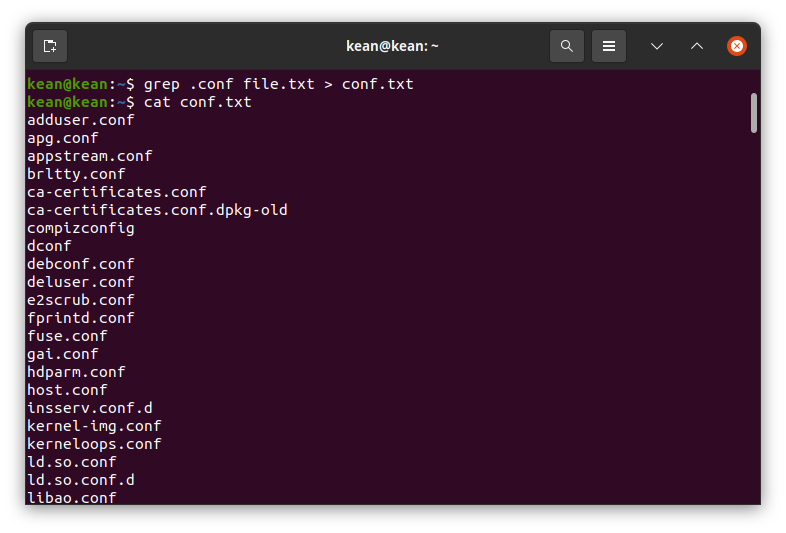 kean@kean: ~
kean@kean:~$ grep .conf file.txt > conf.txt
kean@kean:~$ cat conf.txt
adduser.conf
apg.conf
appstream.conf
brltty.conf
ca-certificates.conf
ca-certificates.conf.dpkg-old
compizconfig
dconf
debconf.conf
deluser.conf
e2scrub.conf
fprintd.conf
fuse.conf
gai.conf
hdparm.conf
host.conf
insserv.conf.d
kernel-img.conf
kerneloops.conf
ld.so.conf
ld.so.conf.d
libao.conf